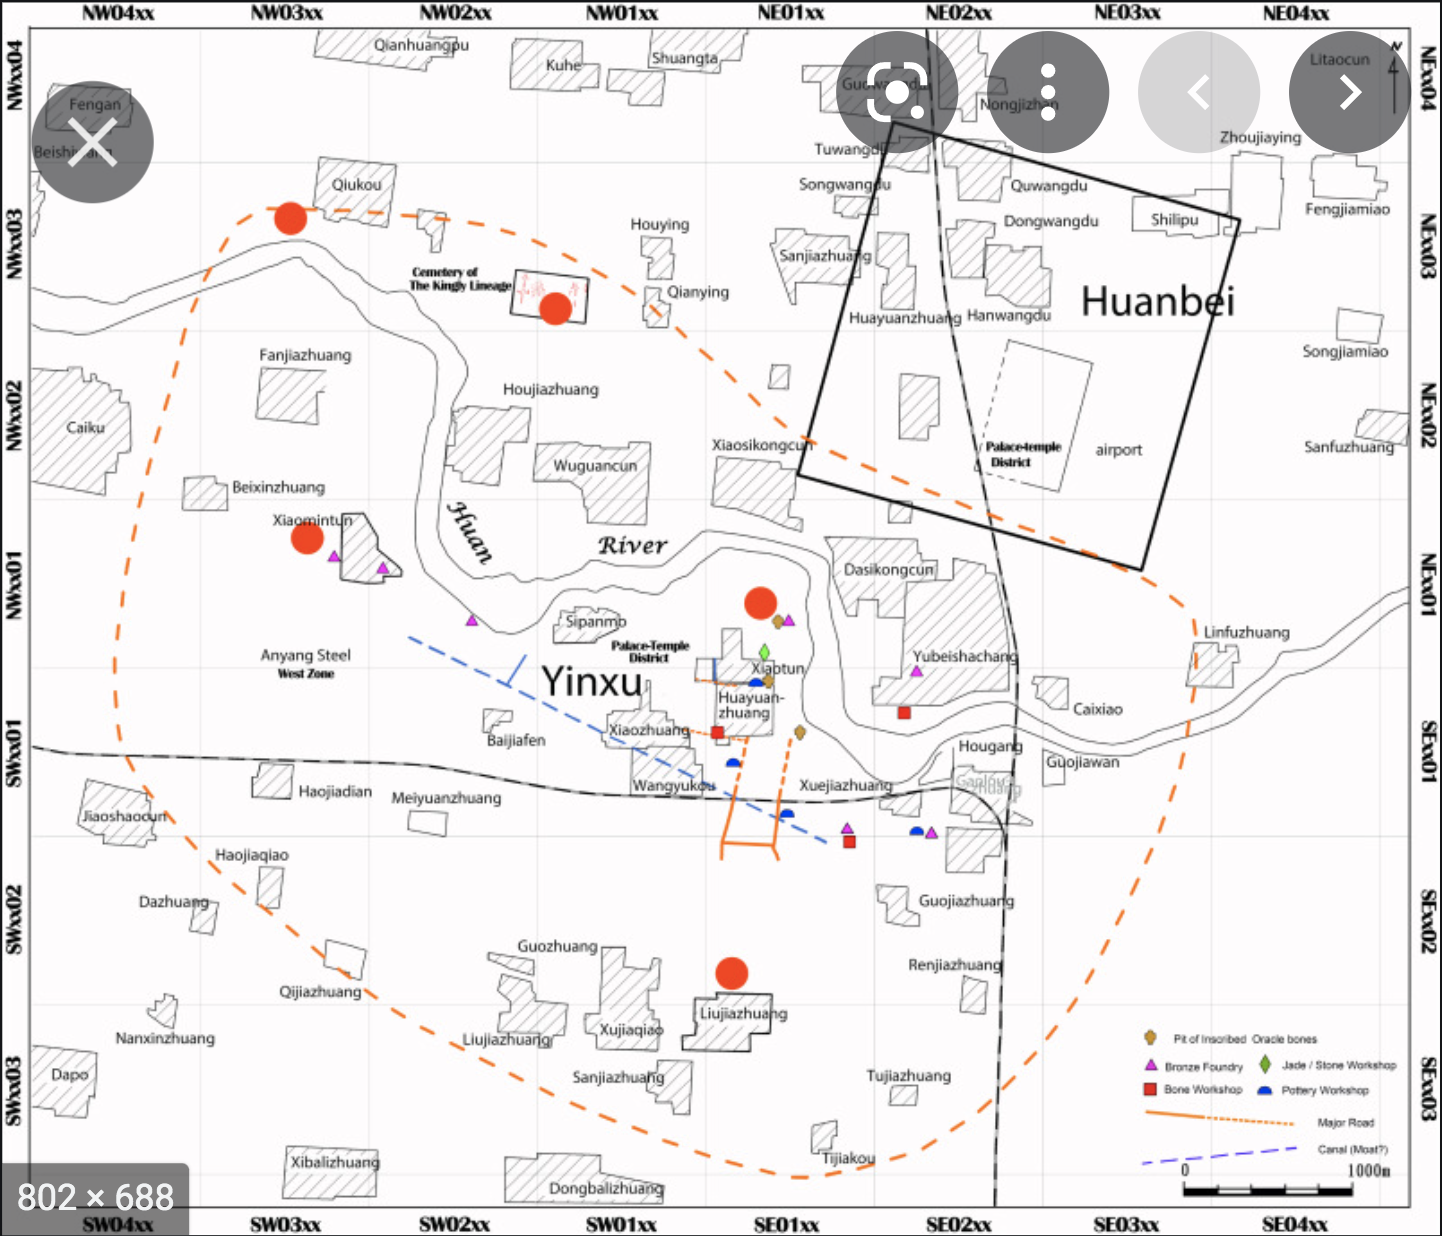 NW04xx NW03xx NW02xx NW01xx NE01xx NE02xx NE03xx NE04xx
NWxx04
NWxx03
NWxx02
NWxx01
SWxx01
SWxx02
SWxx03
NExx04
NExx03
NExx02
NExx01
SExx01
SExx02
SExx03
Qianhuangpu
Kuhe
Shuangta
Litaocun
N
Fengan
Nongjizhan
Zhoujiaying
Tuwangdu
Qiukou
Songwangdu
Quwangdu
Fengjiamiao
Shilipu
Dongwangdu
Houying
Sanjiazhuang
Cemetery of
The Kingly Lineage
Qianying
Huanbei
Huayuanzhuang
Hanwangdu
Songjiamiao
Fanjiazhuang
Houjiazhuang
Caiku
Xiaosikongcun
Palace-temple
District
airport
Sanfuzhuang
Wuguancun
Beixinzhuang
Xiaomintun
Huan
River
Dasikongcun
Sipanmo
Linfuzhuang
Anyang Steel
West Zone
Palace-Temple
District
Yinxu
Xiaotun
Yubeishachang
Huayuan-
zhuang
Caixiao
Baijiafen
Xiaozhuang
Hougang
Guojiawan
Gaolou
zhuang
Haojiadian
Meiyuanzhuang
Wangyukou
Xuejiazhuang
Jiaoshaocun
Haojiaqiao
Dazhuang
Guojiazhuang
Guozhuang
Renjiazhuang
Qijiazhuang
Liujiazhuang
Nanxinzhuang
Liujiazhuang
Xujiaqiao
Dapo
Sanjiazhuang
Tujiazhuang
Tijiakou
Xibalizhuang
Dongbalizhuang
Pit of Inscribed Oracle bones
Bronze Foundry
Jade / Stone Workshop
Bone Workshop
Pottery Workshop
Major Road
Canal (Moat?)
0 1000m
802 × 688
SW04xx SW03xx SW02xx SW01xx SE01xx SE02xx SE03xx SE04xx